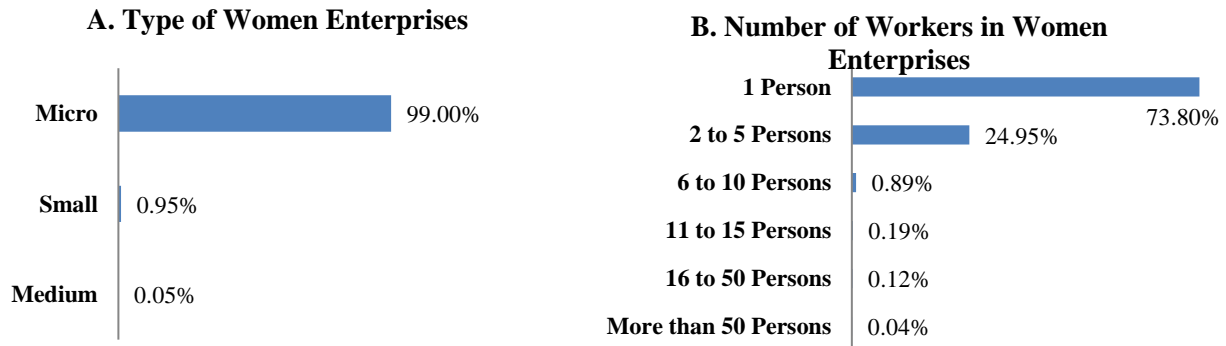 A. Type of Women Enterprises
Micro
99.00%
Small
0.95%
Medium
0.05%
B. Number of Workers in Women
Enterprises
1 Person
73.80%
2 to 5 Persons
24.95%
6 to 10 Persons
0.89%
11 to 15 Persons
0.19%
16 to 50 Persons
0.12%
More than 50 Persons
0.04%